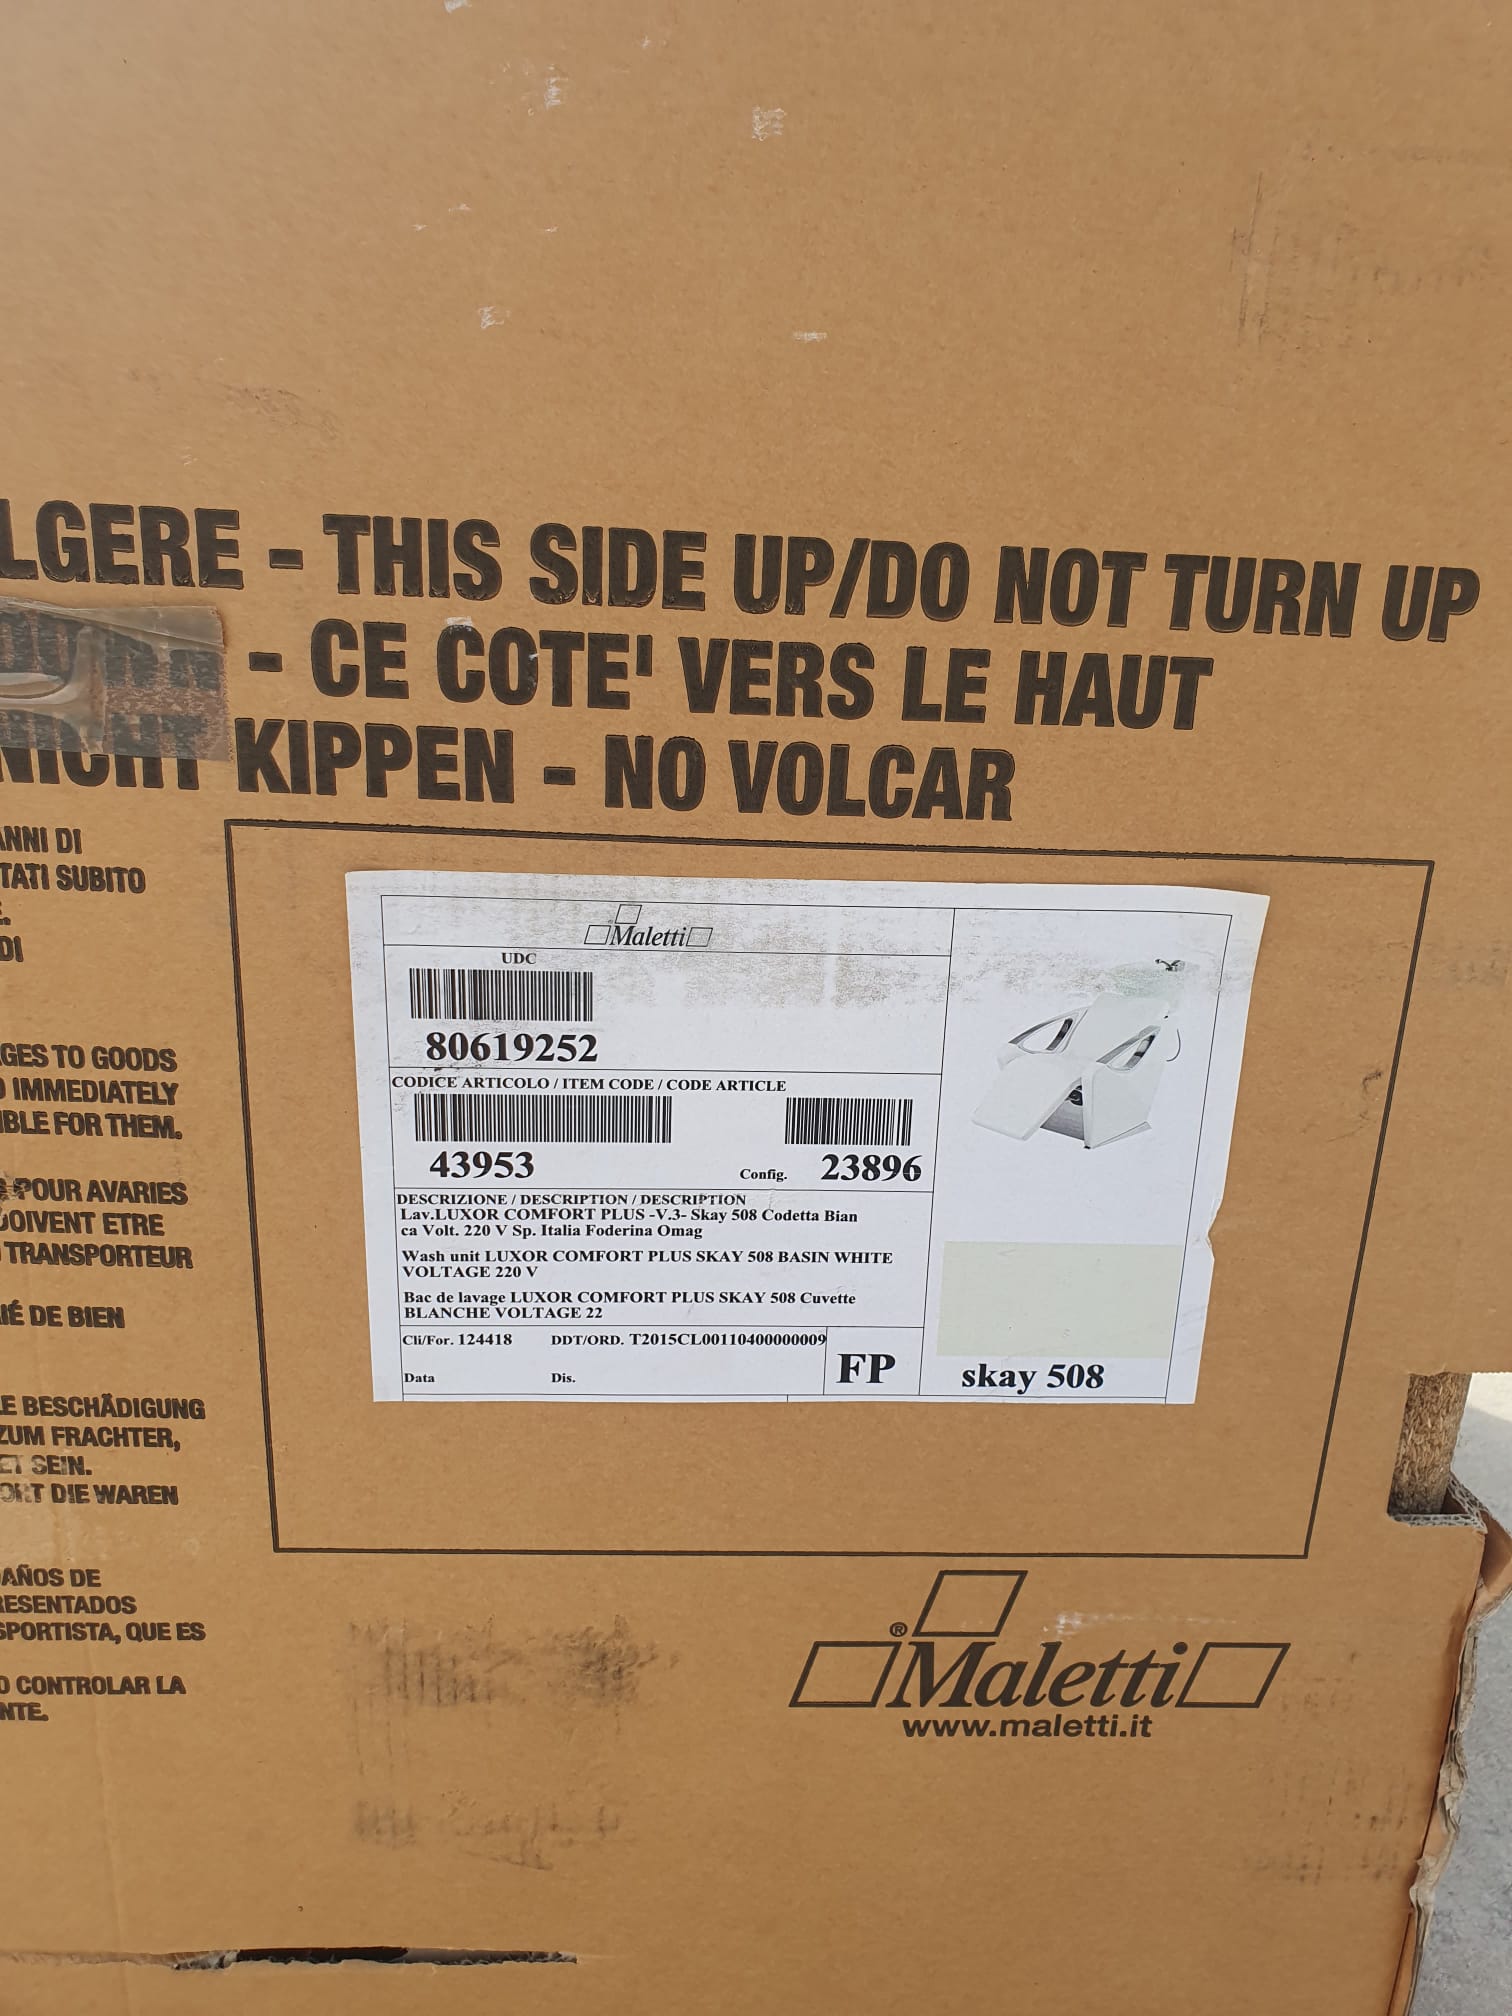 LGERE - THIS SIDE UP/DO NOT TURN UP
- CE COTE' VERS LE HAUT
NICHT KIPPEN - NO VOLCAR
ANNI DI
TATI SUBITO
DI
GES TO GOODS
IMMEDIATELY
IBLE FOR THEM.
POUR AVARIES
DOIVENT ETRE
TRANSPORTEUR
IÉ DE BIEN
E BESCHÄDIGUNG
ZUM FRACHTER,
ET SEIN.
ORT DIE WAREN
AÑOS DE
RESENTADOS
SPORTISTA, QUE ES
O CONTROLAR LA
NTE.
Maletti
UDC
80619252
CODICE ARTICOLO / ITEM CODE / CODE ARTICLE
43953 Config. 23896
DESCRIZIONE / DESCRIPTION / DESCRIPTION
Lav.LUXOR COMFORT PLUS -V.3- Skay 508 Codetta Bian
ca Volt. 220 V Sp. Italia Foderina Omag
Wash unit LUXOR COMFORT PLUS SKAY 508 BASIN WHITE
VOLTAGE 220 V
Bac de lavage LUXOR COMFORT PLUS SKAY 508 Cuvette
BLANCHE VOLTAGE 22
Cli/For. 124418 DDT/ORD. T2015CL00110400000009
Data Dis.
FP
skay 508
® Maletti
www.maletti.it